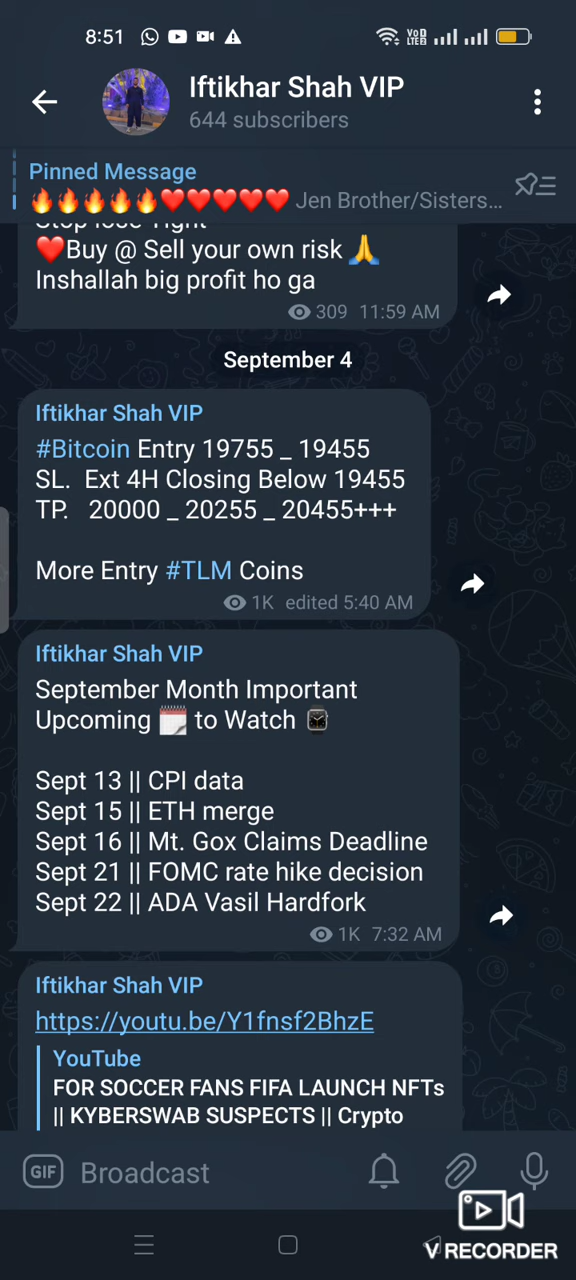 8:51
VoD
LTE2
Iftikhar Shah VIP
644 subscribers
Pinned Message
🔥🔥🔥🔥🔥❤️❤️❤️❤️❤️ Jen Brother/Sisters...
Stop lose Tight
❤️Buy @ Sell your own risk 🙏
Inshallah big profit ho ga
309 11:59 AM
September 4
Iftikhar Shah VIP
#Bitcoin Entry 19755 _ 19455
SL. Ext 4H Closing Below 19455
TP. 20000 _ 20255 _ 20455+++
More Entry #TLM Coins
1K edited 5:40 AM
Iftikhar Shah VIP
September Month Important
Upcoming 🗓 to Watch ⌚
Sept 13 || CPI data
Sept 15 || ETH merge
Sept 16 || Mt. Gox Claims Deadline
Sept 21 || FOMC rate hike decision
Sept 22 || ADA Vasil Hardfork
1K 7:32 AM
Iftikhar Shah VIP
https://youtu.be/Y1fnsf2BhzE
YouTube
FOR SOCCER FANS FIFA LAUNCH NFTs
|| KYBERSWAB SUSPECTS || Crypto
GIF Broadcast
V RECORDER